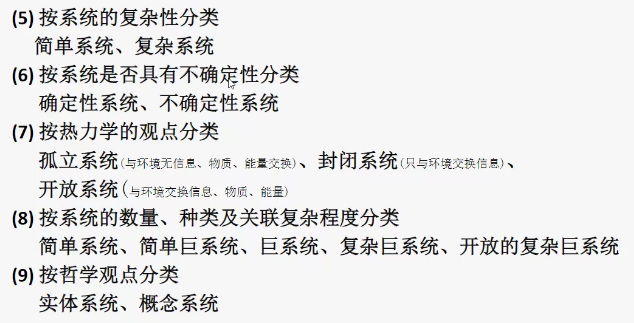 (5) 按系统的复杂性分类
简单系统、复杂系统
(6) 按系统是否具有不确定性分类
确定性系统、不确定性系统
(7) 按热力学的观点分类
孤立系统(与环境无信息、物质、能量交换)、封闭系统(只与环境交换信息)、
开放系统(与环境交换信息、物质、能量)
(8) 按系统的数量、种类及关联复杂程度分类
简单系统、简单巨系统、巨系统、复杂巨系统、开放的复杂巨系统
(9) 按哲学观点分类
实体系统、概念系统